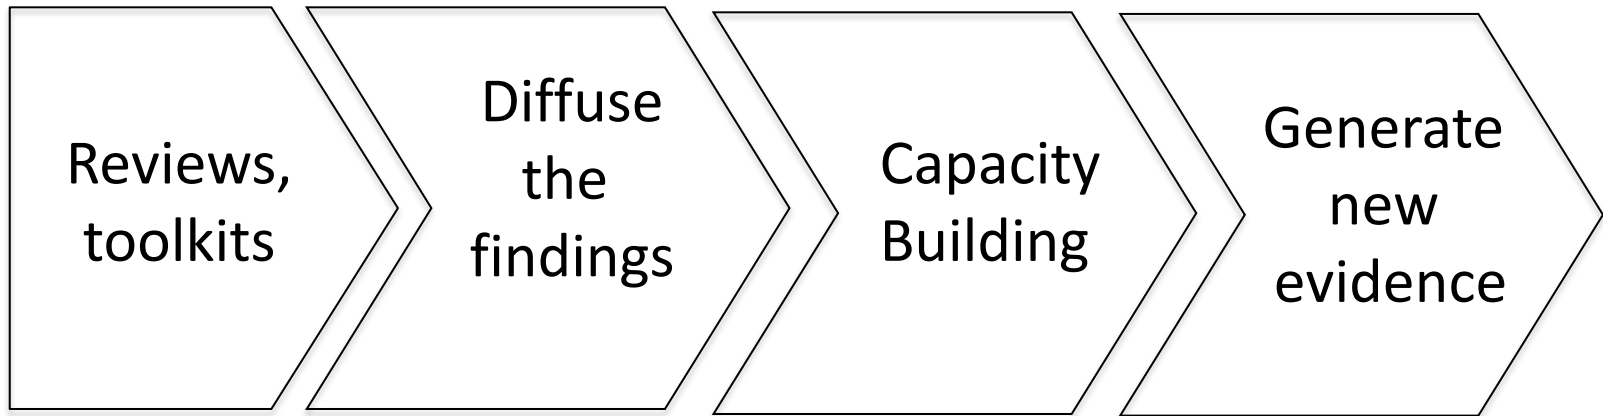 Reviews,
toolkits
Diffuse
the
findings
Capacity
Building
Generate
new
evidence